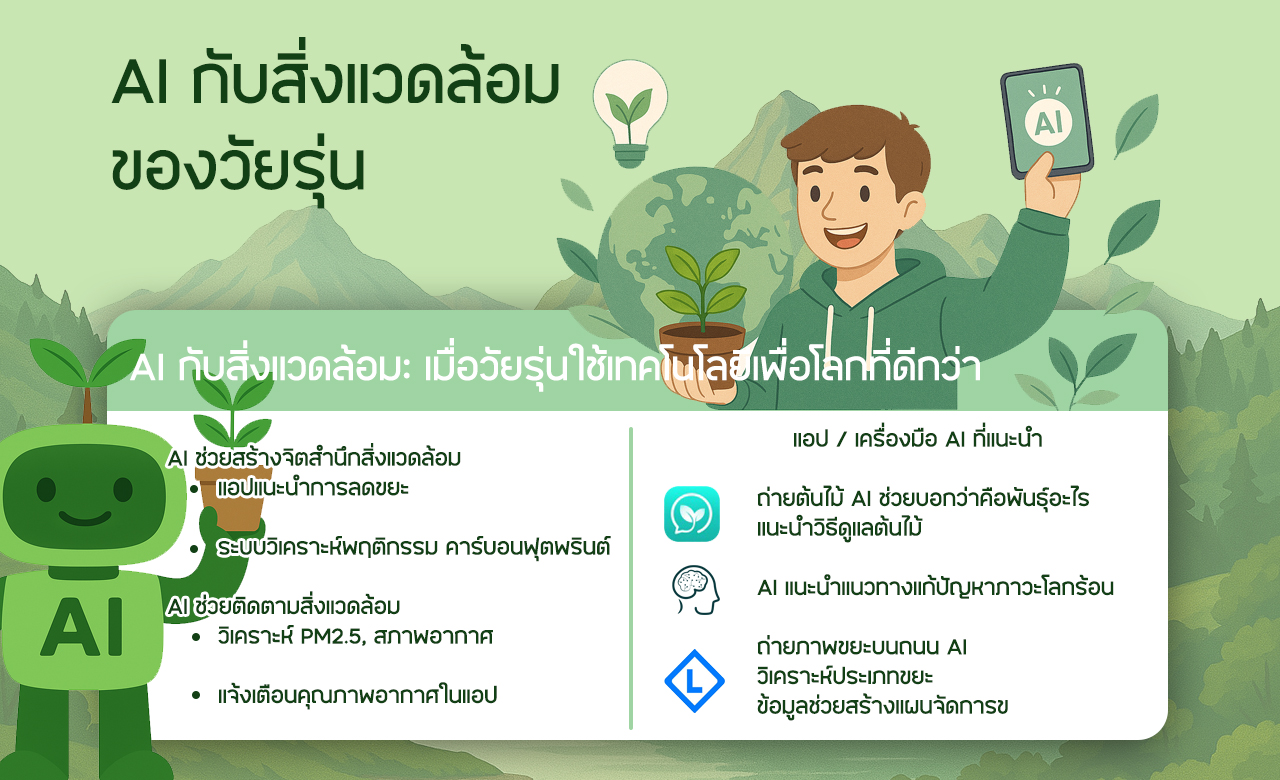 AI กับสิ่งแวดล้อม
ของวัยรุ่น
AI
AI กับสิ่งแวดล้อม: เมื่อวัยรุ่นใช้เทคโนโลยีเพื่อโลกที่ดีกว่า
AI ช่วยสร้างจิตสำนึกสิ่งแวดล้อม
• แอปแนะนำการลดขยะ
• ระบบวิเคราะห์พฤติกรรม คาร์บอนฟุตพรินต์
AI ช่วยติดตามสิ่งแวดล้อม
• วิเคราะห์ PM2.5, สภาพอากาศ
• แจ้งเตือนคุณภาพอากาศในแอป
AI
แอป / เครื่องมือ AI ที่แนะนำ
ถ่ายต้นไม้ AI ช่วยบอกว่าคือพันธุ์อะไร
แนะนำวิธีดูแลต้นไม้
AI แนะนำแนวทางแก้ปัญหาภาวะโลกร้อน
L
ถ่ายภาพขยะบนถนน AI
วิเคราะห์ประเภทขยะ
ข้อมูลช่วยสร้างแผนจัดการข